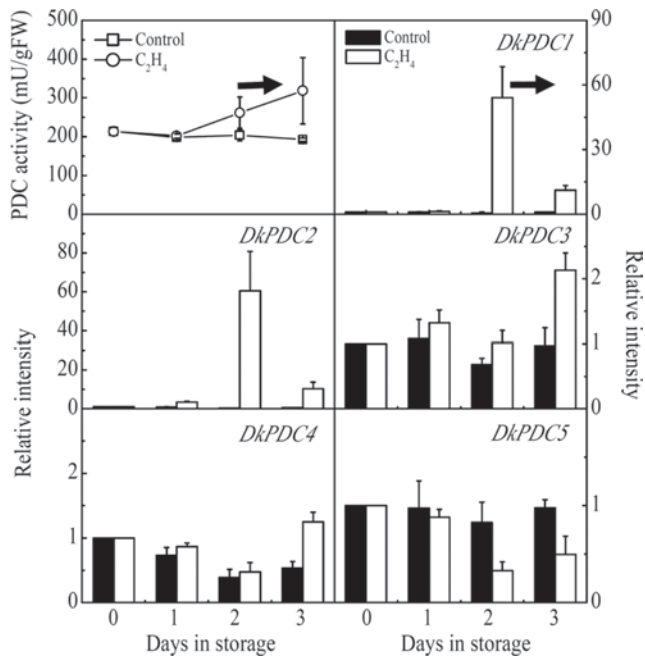 PDC activity (mU/gFW)
500
400
300
200
100
0
Control
C₂H₄
Control
C₂H₄
DkPDC1
90
60
30
0
DkPDC2
80
60
40
20
0
DkPDC3
2
1
0
Relative intensity
Relative intensity
DkPDC4
2
1
0
DkPDC5
1
0
0 1 2 3
0 1 2 3
Days in storage
Days in storage